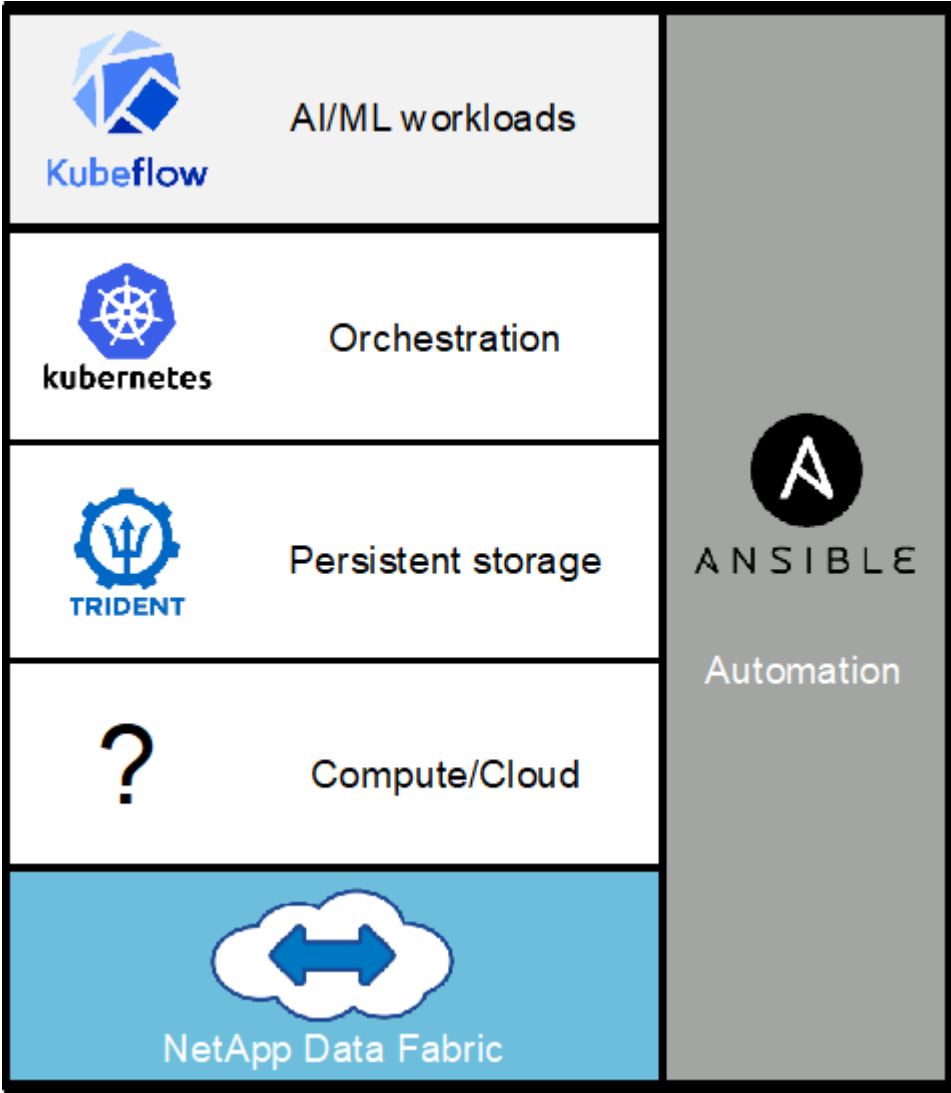 Kubeflow
AI/ML workloads
kubernetes
Orchestration
TRIDENT
Persistent storage
?
Compute/Cloud
NetApp Data Fabric
ANSIBLE
Automation